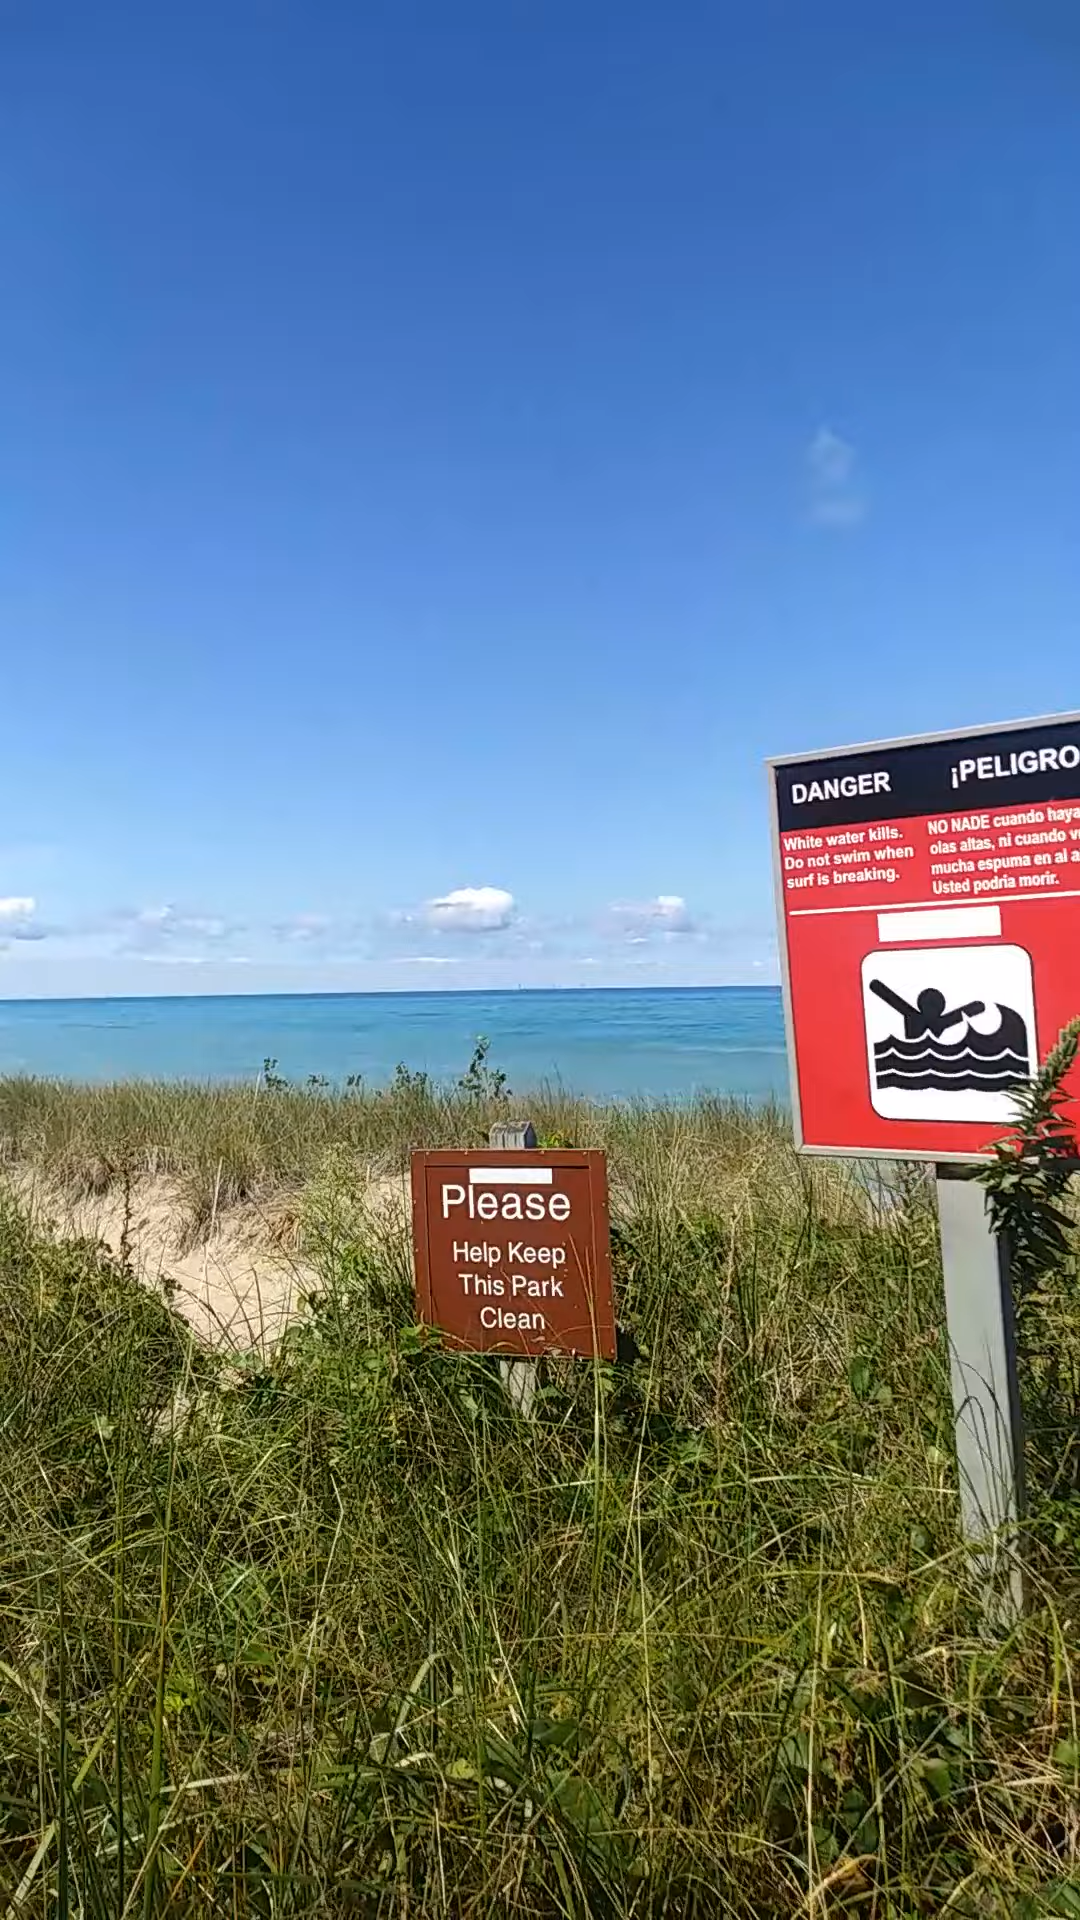 Please
Help Keep
This Park
Clean
DANGER
White water kills.
Do not swim when
surf is breaking.
¡PELIGRO
NO NADE cuando haya
olas altas, ni cuando
mucha espuma en al
Usted podria morir.